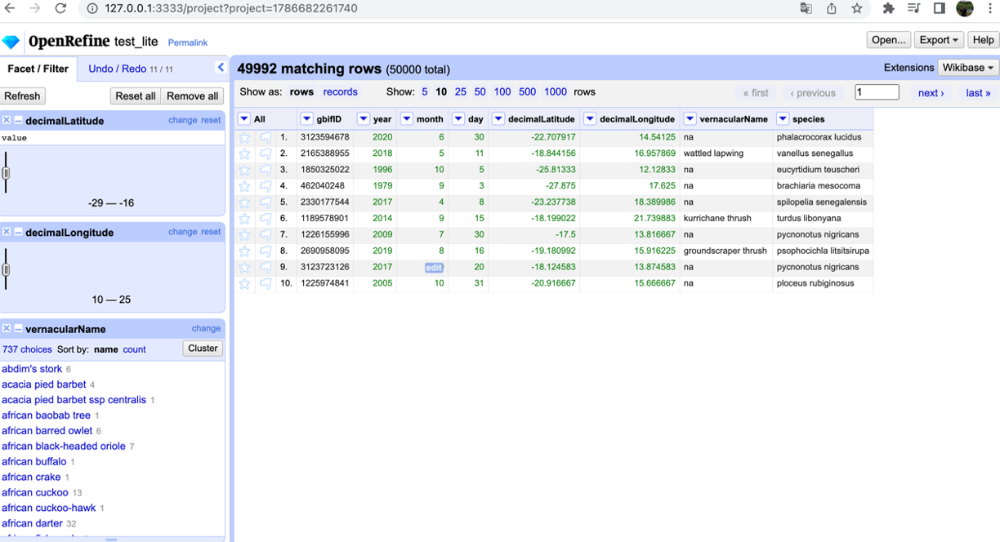 127.0.0.1:3333/project?project=1786682261740
OpenRefine test_lite Permalink
Open... Export Help
Facet / Filter Undo / Redo 11 / 11
Refresh Reset all Remove all
decimalLatitude change reset
value
-29 — -16
decimalLongitude change reset
10 — 25
vernacularName change
737 choices Sort by: name count Cluster
abdim's stork 6
acacia pied barbet 4
acacia pied barbet ssp centralis 1
african baobab tree 1
african barred owlet 6
african black-headed oriole 7
african buffalo 1
african crake 1
african cuckoo 13
african cuckoo-hawk 1
african darter 32
49992 matching rows (50000 total)
Extensions Wikibase
Show as: rows records Show: 5 10 25 50 100 500 1000 rows
« first ‹ previous 1 next › last »
All gbifID year month day decimalLatitude decimalLongitude vernacularName species
1. 3123594678 2020 6 30 -22.707917 14.54125 na phalacrocorax lucidus
2. 2165388955 2018 5 11 -18.844156 16.957869 wattled lapwing vanellus senegallus
3. 1850325022 1996 10 5 -25.81333 12.12833 na eucyrtidium teuscheri
4. 462040248 1979 9 3 -27.875 17.625 na brachiaria mesocoma
5. 2330177544 2017 4 8 -23.237738 18.389986 na spilopelia senegalensis
6. 1189578901 2014 9 15 -18.199022 21.739883 kurrichane thrush turdus libonyana
7. 1226155996 2009 7 30 -17.5 13.816667 na pycnonotus nigricans
8. 2690958095 2019 8 16 -19.180992 15.916225 groundscraper thrush psophocichla litsitsirupa
9. 3123723126 2017 edit 20 -18.124583 13.874583 na pycnonotus nigricans
10. 1225974841 2005 10 31 -20.916667 15.666667 na ploceus rubiginosus